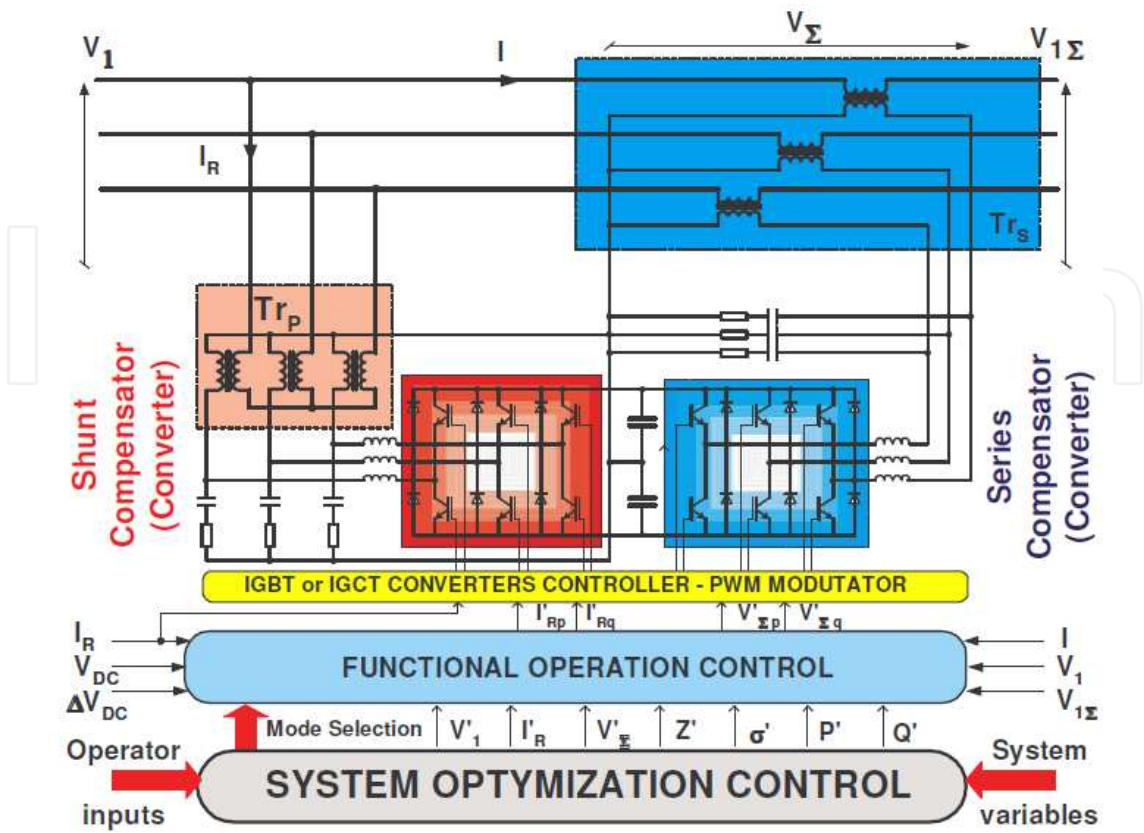 V1
I
VΣ
V1Σ
IR
TrS
TrP
Shunt
Compensator
(Converter)
Series
Compensator
(Converter)
IGBT or IGCT CONVERTERS CONTROLLER - PWM MODUTATOR
I'Rp I'Rq V'Σp V'Σq
IR
VDC
ΔVDC
FUNCTIONAL OPERATION CONTROL
I
V1
V1Σ
Mode Selection V'1 I'R V'Σ Z' σ' P' Q'
Operator
inputs
SYSTEM OPTYMIZATION CONTROL
System
variables